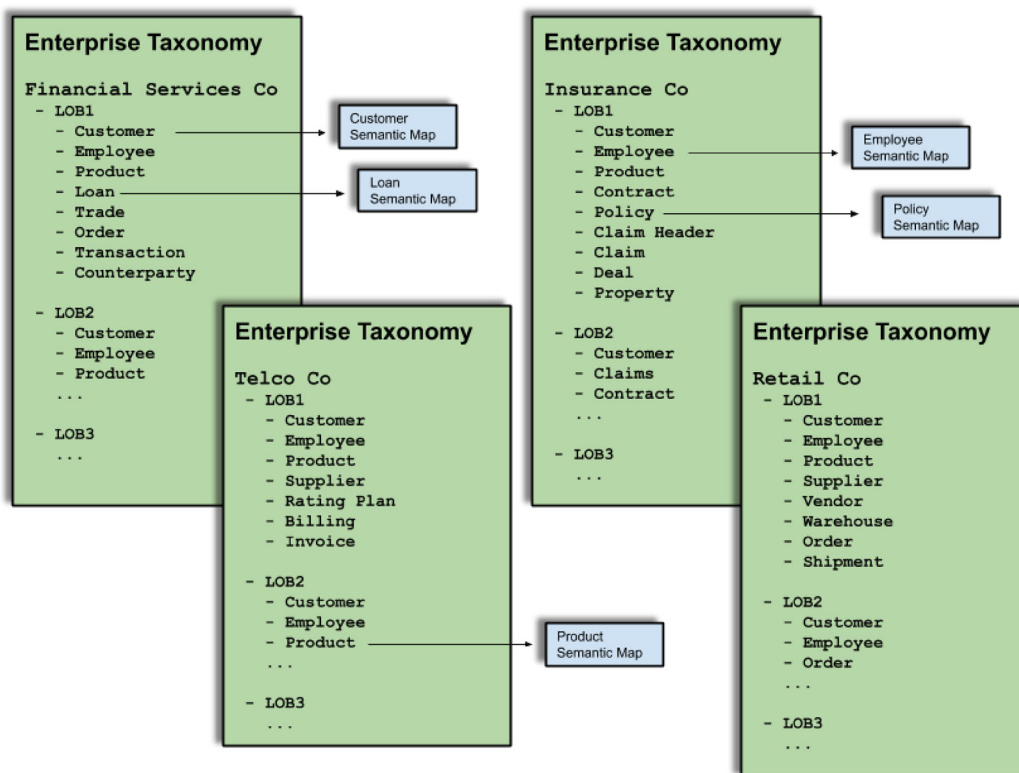 Enterprise Taxonomy
Financial Services Co
- LOB1
- Customer
- Employee
- Product
- Loan
- Trade
- Order
- Transaction
- Counterparty
- LOB2
- Customer
- Employee
- Product
...
- LOB3
...
Customer
Semantic Map
Loan
Semantic Map
Enterprise Taxonomy
Telco Co
- LOB1
- Customer
- Employee
- Product
- Supplier
- Rating Plan
- Billing
- Invoice
- LOB2
- Customer
- Employee
- Product
...
- LOB3
...
Product
Semantic Map
Enterprise Taxonomy
Insurance Co
- LOB1
- Customer
- Employee
- Product
- Contract
- Policy
- Claim Header
- Claim
- Deal
- Property
- LOB2
- Customer
- Claims
- Contract
...
- LOB3
...
Employee
Semantic Map
Policy
Semantic Map
Enterprise Taxonomy
Retail Co
- LOB1
- Customer
- Employee
- Product
- Supplier
- Vendor
- Warehouse
- Order
- Shipment
- LOB2
- Customer
- Employee
- Order
...
- LOB3
...